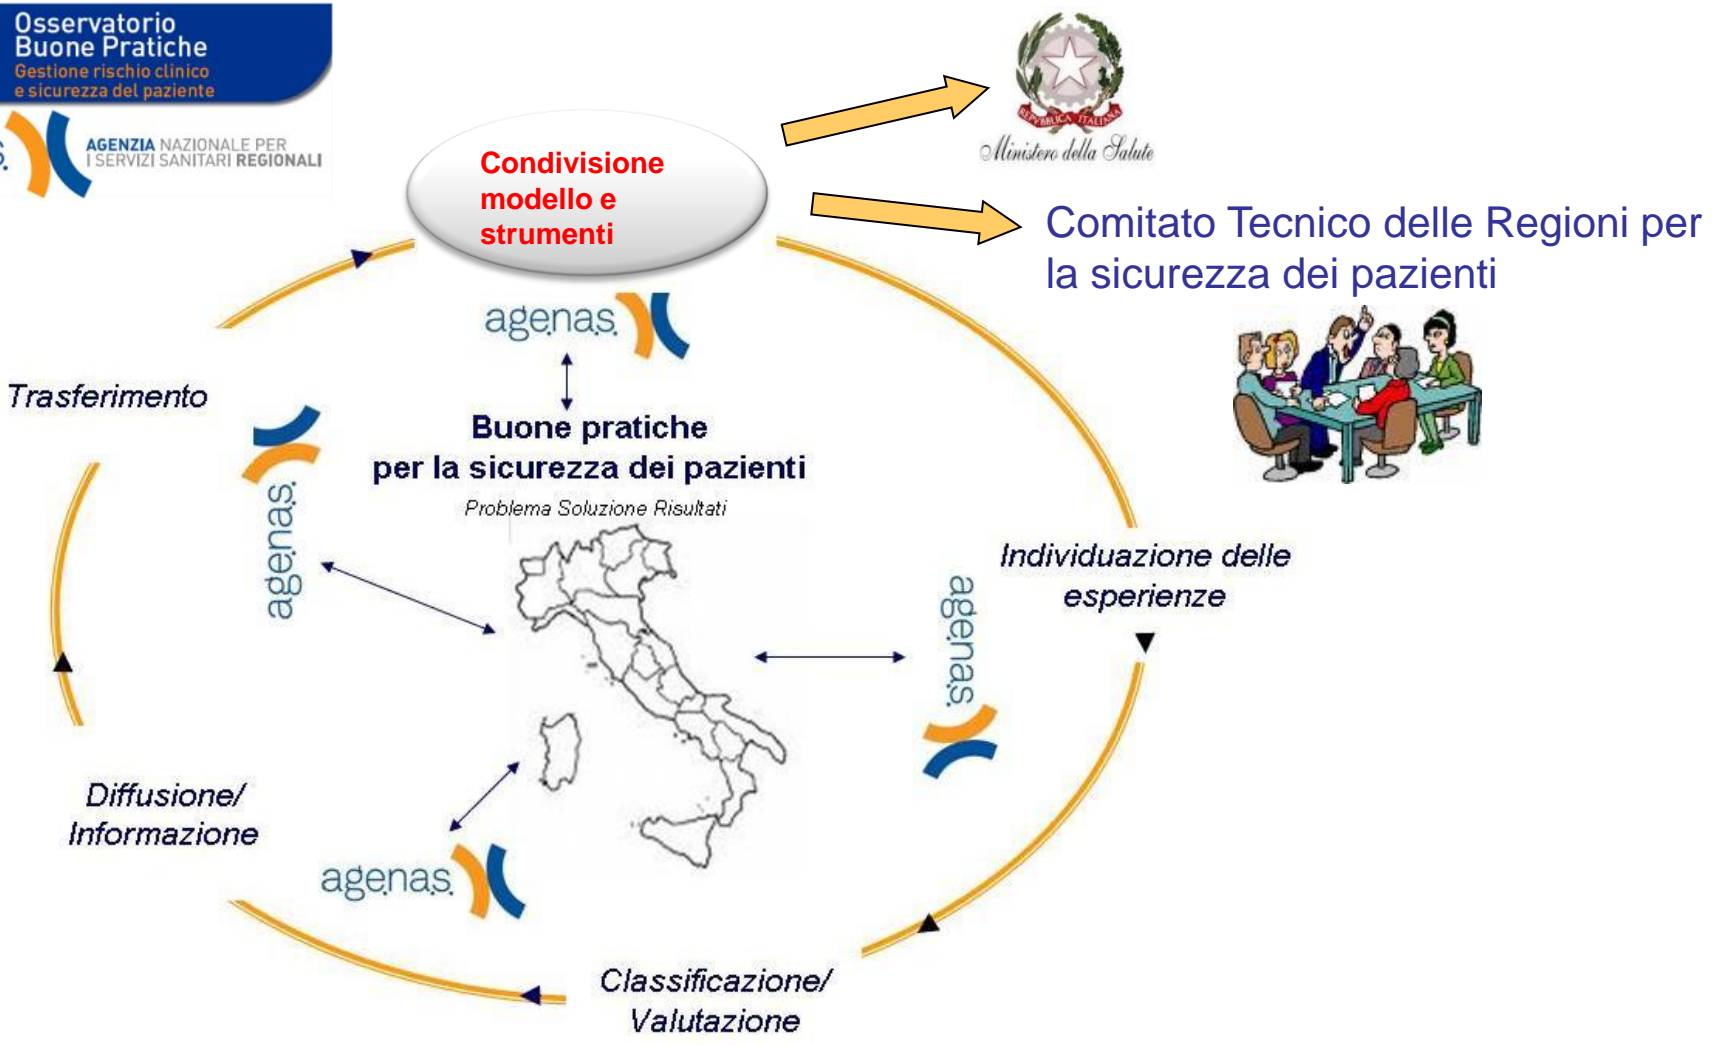 Osservatorio
Buone Pratiche
Gestione rischio clinico
e sicurezza del paziente
AGENZIA NAZIONALE PER
I SERVIZI SANITARI REGIONALI
Condivisione
modello e
strumenti
REPVBBLICA ITALIANA
Ministero della Salute
Comitato Tecnico delle Regioni per
la sicurezza dei pazienti
agenas.
Trasferimento
Buone pratiche
per la sicurezza dei pazienti
Problema Soluzione Risultati
agenas.
Individuazione delle
esperienze
agenas.
Diffusione/
Informazione
agenas.
Classificazione/
Valutazione